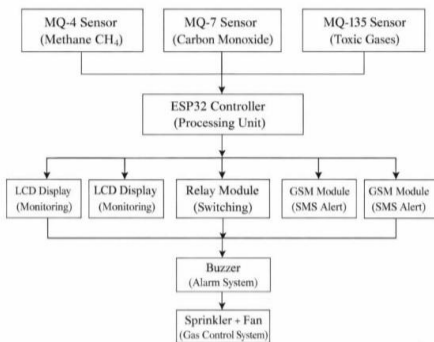 MQ-4 Sensor
(Methane CH₄)
MQ-7 Sensor
(Carbon Monoxide)
MQ-135 Sensor
(Toxic Gases)
ESP32 Controller
(Processing Unit)
LCD Display
(Monitoring)
LCD Display
(Monitoring)
Relay Module
(Switching)
GSM Module
(SMS Alert)
GSM Module
(SMS Alert)
Buzzer
(Alarm System)
Sprinkler + Fan
(Gas Control System)